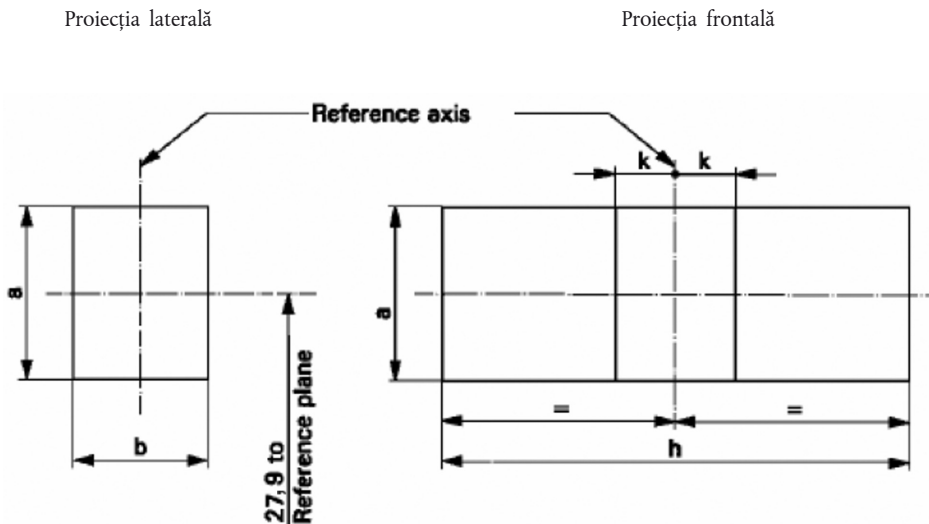 Proiecția laterală
Proiecția frontală
Reference axis
k
k
a
a
27,9 to
Reference plane
=
=
b
h